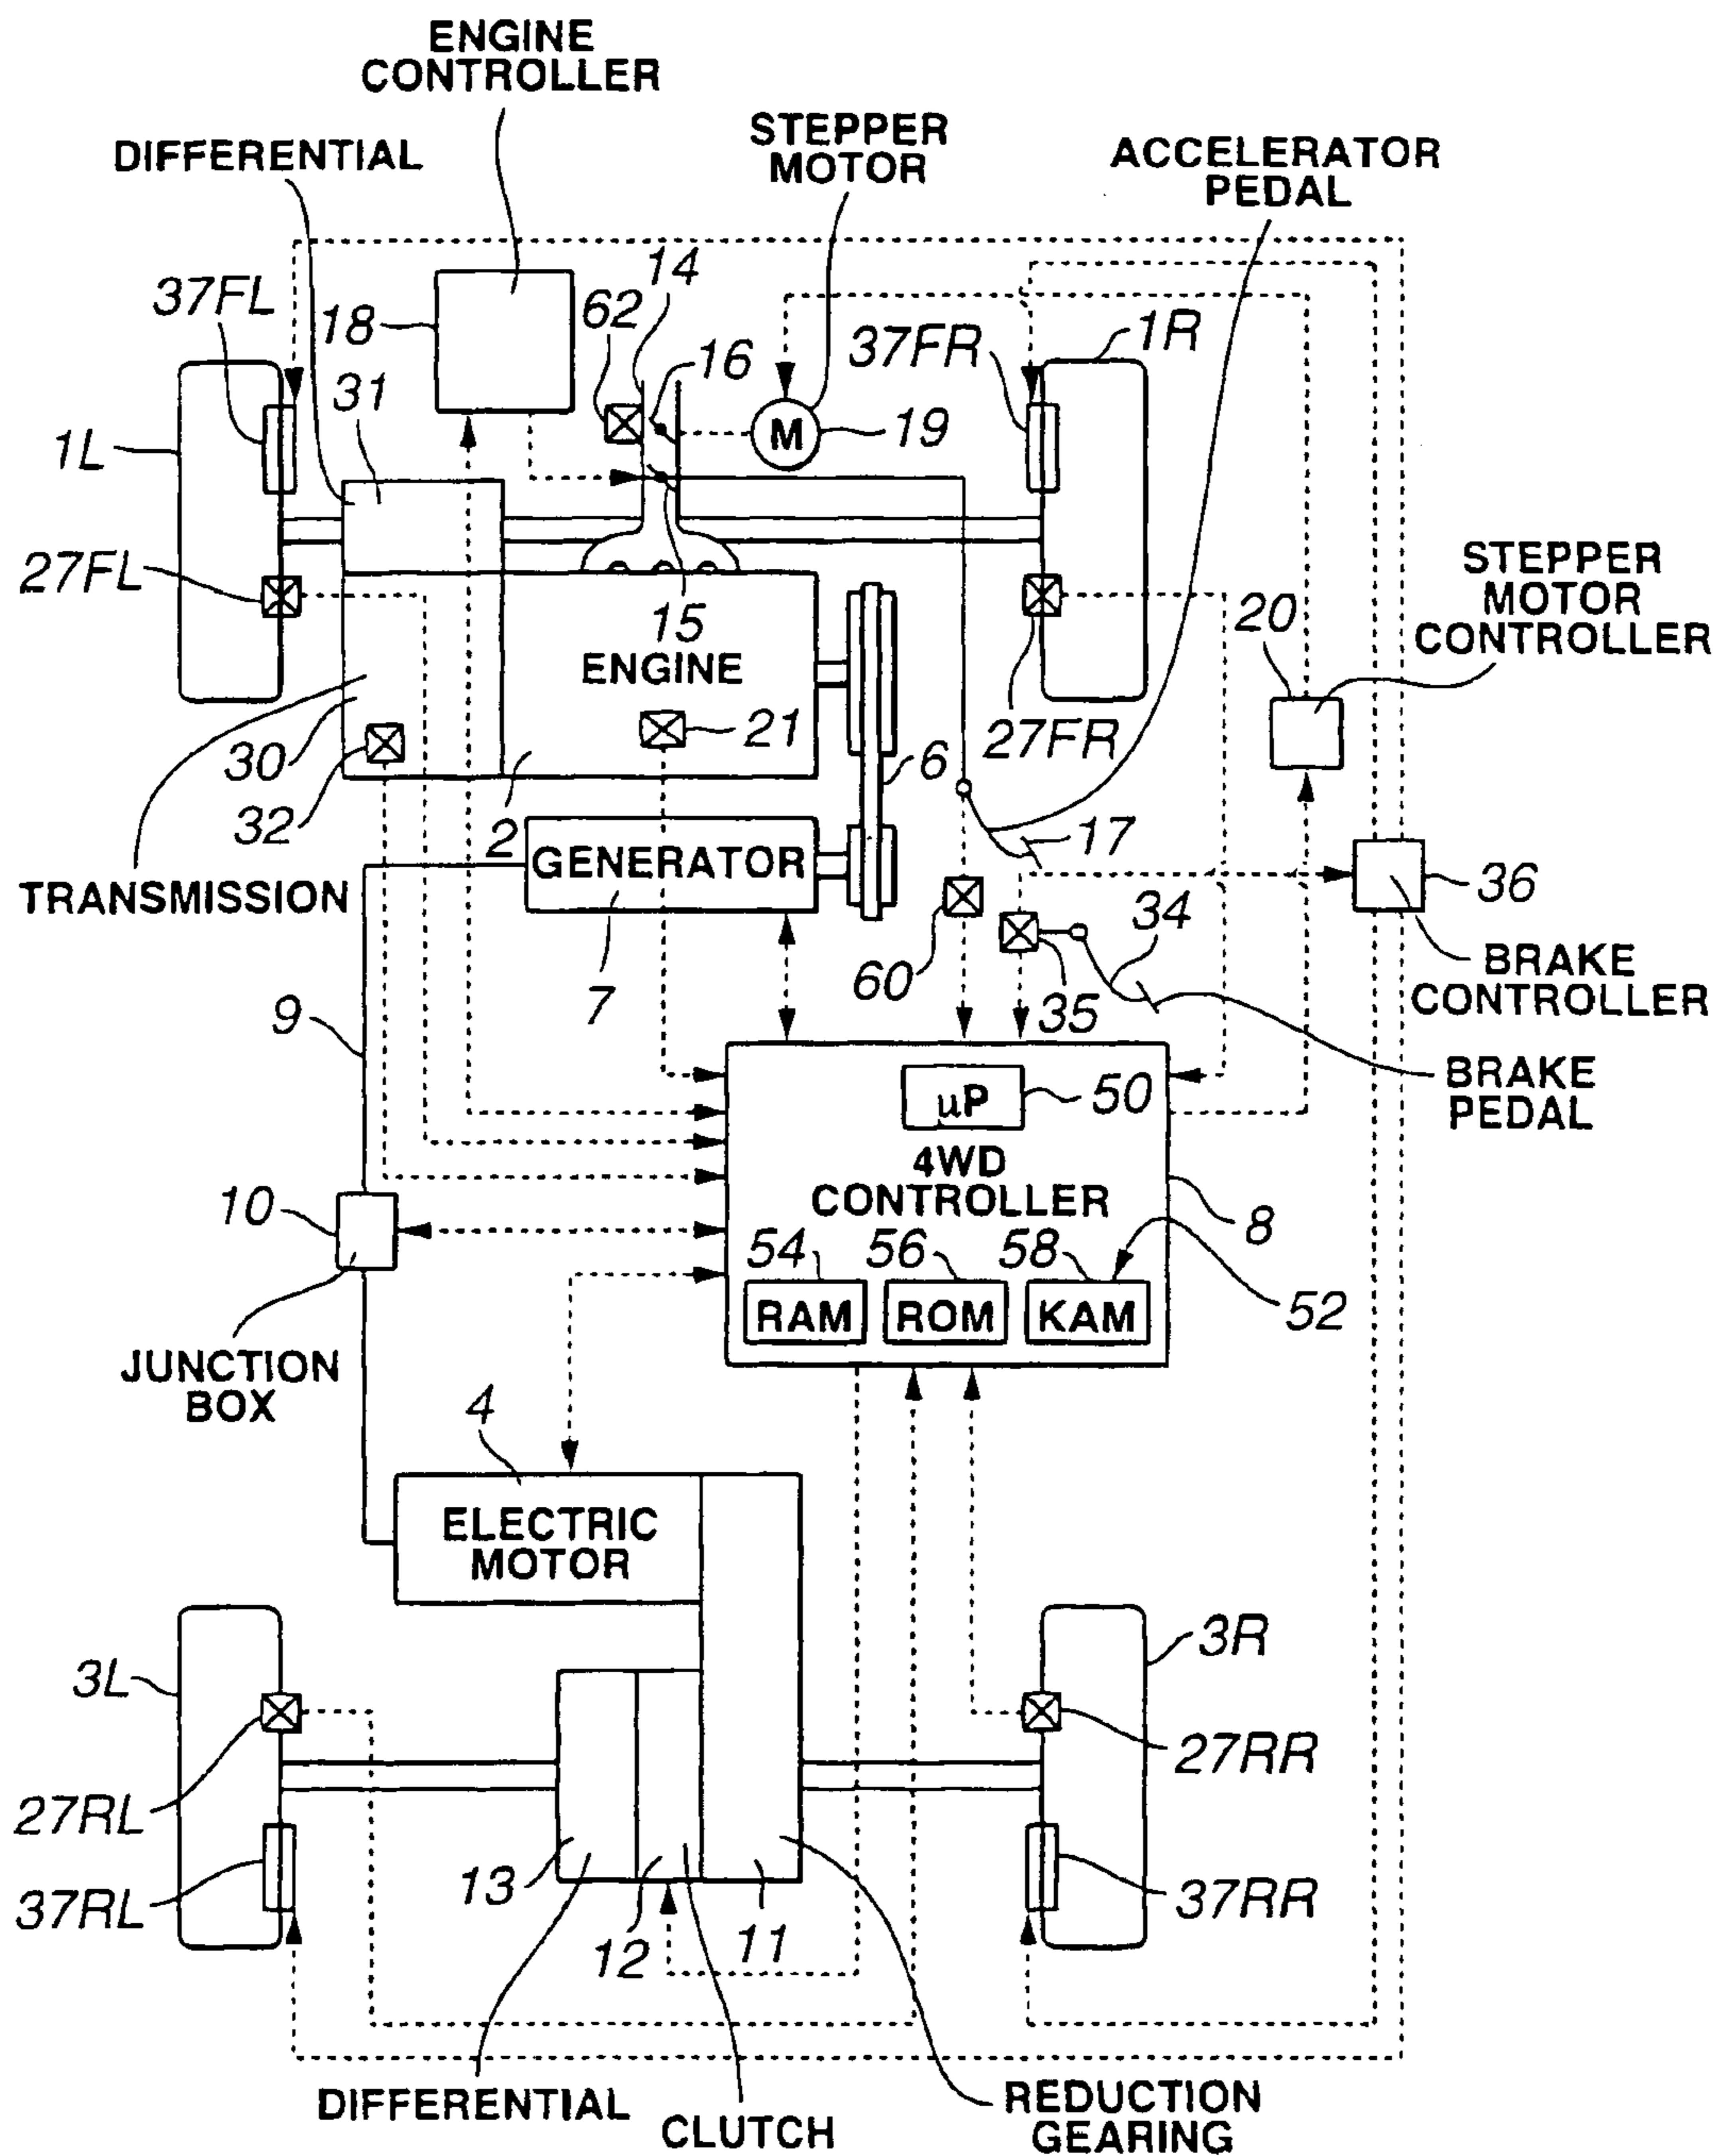 ENGINE
CONTROLLER
STEPPER
MOTOR
DIFFERENTIAL
ACCELERATOR
PEDAL
14
37FL
18
62
16
37FR
1R
31
M
19
1L
27FL
15
ENGINE
20
STEPPER
MOTOR
CONTROLLER
21
27FR
30
6
32
2
17
GENERATOR
TRANSMISSION
36
34
60
7
35
BRAKE
CONTROLLER
9
BRAKE
PEDAL
µP
50
4WD
CONTROLLER
10
8
54
56
58
RAM
ROM
KAM
52
JUNCTION
BOX
4
ELECTRIC
MOTOR
3R
3L
27RR
27RL
13
37RR
37RL
12
11
DIFFERENTIAL
CLUTCH
REDUCTION
GEARING